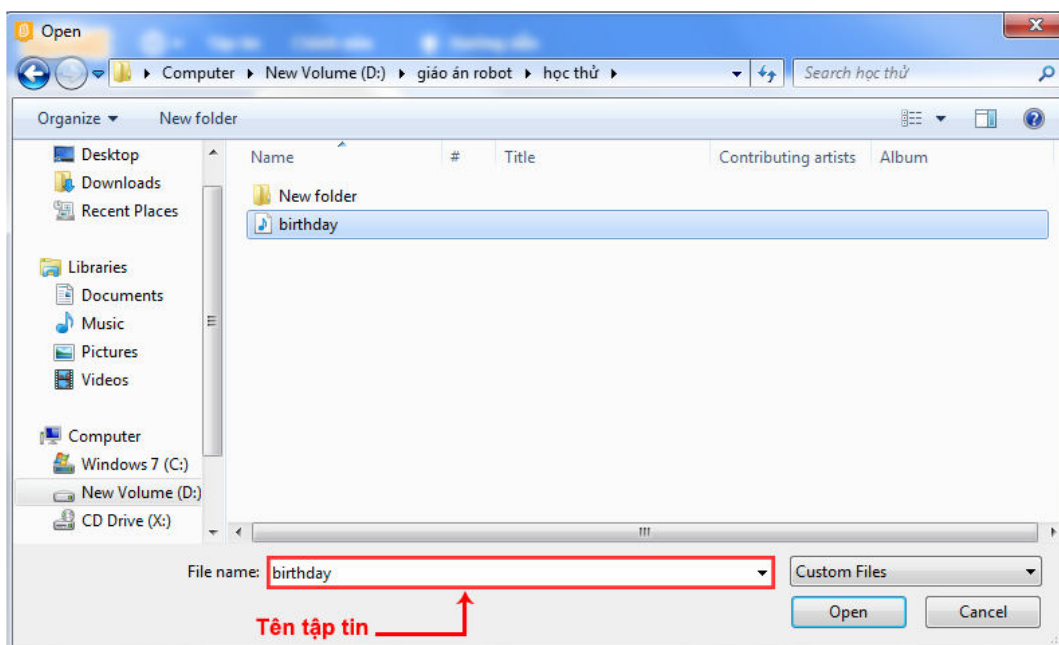 Open
Computer New Volume (D:) giáo án robot học thử
Search học thử
Organize New folder
Name # Title Contributing artists Album
Desktop
Downloads
Recent Places
Libraries
Documents
Music
Pictures
Videos
Computer
Windows 7 (C:)
New Volume (D:)
CD Drive (X:)
New folder
birthday
File name: birthday
Custom Files
Tên tập tin
Open Cancel